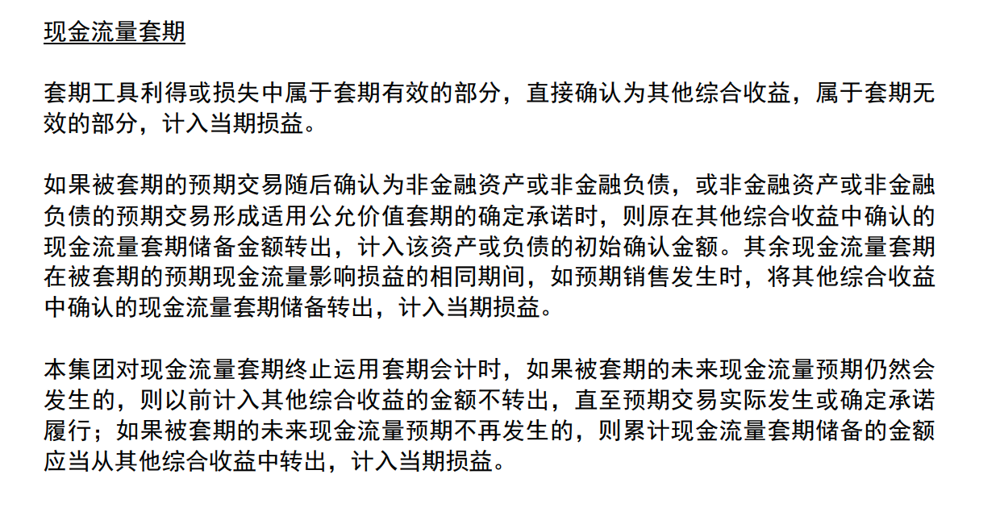 现金流量套期
套期工具利得或损失中属于套期有效的部分，直接确认为其他综合收益，属于套期无
效的部分，计入当期损益。
如果被套期的预期交易随后确认为非金融资产或非金融负债，或非金融资产或非金融
负债的预期交易形成适用公允价值套期的确定承诺时，则原在其他综合收益中确认的
现金流量套期储备金额转出，计入该资产或负债的初始确认金额。其余现金流量套期
在被套期的预期现金流量影响损益的相同期间，如预期销售发生时，将其他综合收益
中确认的现金流量套期储备转出，计入当期损益。
本集团对现金流量套期终止运用套期会计时，如果被套期的未来现金流量预期仍然会
发生的，则以前计入其他综合收益的金额不转出，直至预期交易实际发生或确定承诺
履行；如果被套期的未来现金流量预期不再发生的，则累计现金流量套期储备的金额
应当从其他综合收益中转出，计入当期损益。